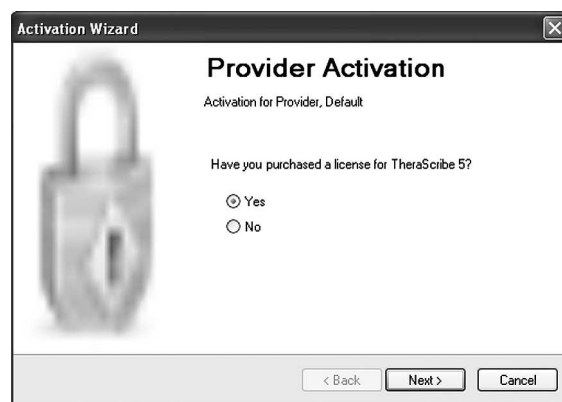 Activation Wizard
Provider Activation
Activation for Provider, Default
Have you purchased a license for TheraScribe 5?
Yes
No
< Back Next > Cancel